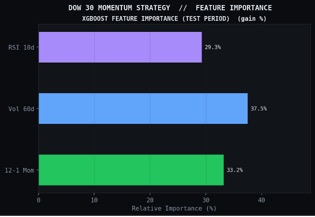 DOW 30 MOMENTUM STRATEGY // FEATURE IMPORTANCE
XGBOOST FEATURE IMPORTANCE (TEST PERIOD) (gain %)
RSI 10d
29.3%
Vol 60d
37.5%
12-1 Mom
33.2%
0 10 20 30 40
Relative Importance (%)